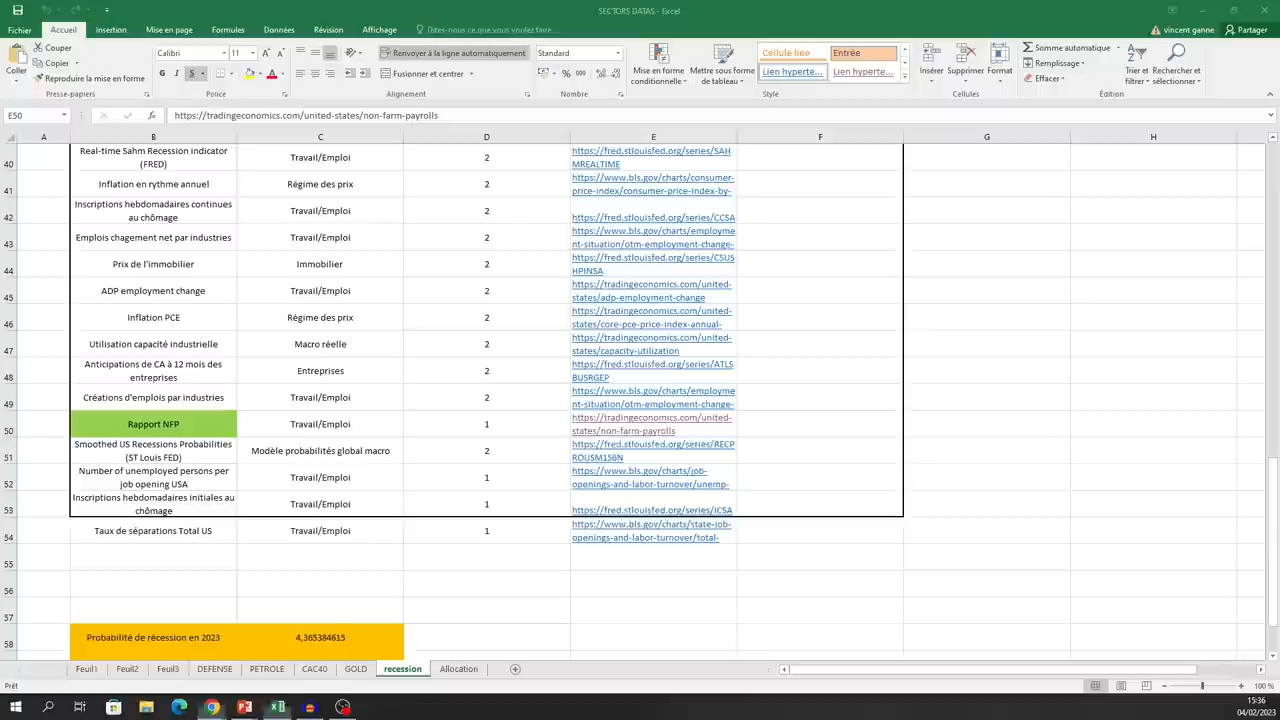 SECTORS DATAS - Excel
Fichier Accueil Insertion Mise en page Formules Données Révision Affichage Dites-nous ce que vous voulez faire... vincent ganne Partager
Coller
Couper
Copier
Reproduire la mise en forme
Presse-papiers
Calibri 11
G I S
Police
Renvoyer à la ligne automatiquement
Fusionner et centrer
Alignement
Standard
Nombre
Mise en forme conditionnelle
Mettre sous forme de tableau
Cellule liée Entrée
Lien hyperte... Lien hyperte...
Style
Insérer Supprimer Format
Cellules
Somme automatique
Remplissage
Effacer
Trier et filtrer
Rechercher et sélectionner
Édition
E50 fx https://tradingeconomics.com/united-states/non-farm-payrolls
A B C D E F G H
40 Real-time Sahm Recession indicator (FRED) Travail/Emploi 2 https://fred.stlouisfed.org/series/SAHMREALTIME
41 Inflation en rythme annuel Régime des prix 2 https://www.bls.gov/charts/consumer-price-index/consumer-price-index-by-
42 Inscriptions hebdomadaires continues au chômage Travail/Emploi 2 https://fred.stlouisfed.org/series/CCSA
43 Emplois chagement net par industries Travail/Emploi 2 https://www.bls.gov/charts/employment-situation/otm-employment-change-
44 Prix de l'immobilier Immobilier 2 https://fred.stlouisfed.org/series/CSUSHPINSA
45 ADP employment change Travail/Emploi 2 https://tradingeconomics.com/united-states/adp-employment-change
46 Inflation PCE Régime des prix 2 https://tradingeconomics.com/united-states/core-pce-price-index-annual-
47 Utilisation capacité industrielle Macro réelle 2 https://tradingeconomics.com/united-states/capacity-utilization
48 Anticipations de CA à 12 mois des entreprises Entreprises 2 https://fred.stlouisfed.org/series/ATLSBUSRGEP
49 Créations d'emplois par industries Travail/Emploi 2 https://www.bls.gov/charts/employment-situation/otm-employment-change-
50 Rapport NFP Travail/Emploi 1 https://tradingeconomics.com/united-states/non-farm-payrolls
51 Smoothed US Recessions Probabilities (ST Louis FED) Modèle probabilités global macro 2 https://fred.stlouisfed.org/series/RECPROUSM156N
52 Number of unemployed persons per job opening USA Travail/Emploi 1 https://www.bls.gov/charts/job-openings-and-labor-turnover/unemp-
53 Inscriptions hebdomadaires initiales au chômage Travail/Emploi 1 https://fred.stlouisfed.org/series/ICSA
54 Taux de séparations Total US Travail/Emploi 1 https://www.bls.gov/charts/state-job-openings-and-labor-turnover/total-
55
56
57
58 Probabilité de récession en 2023 4,365384615
Feuil1 Feuil2 Feuil3 DEFENSE PETROLE CAC40 GOLD recession Allocation
Prêt 100 %
15:36
04/02/2023